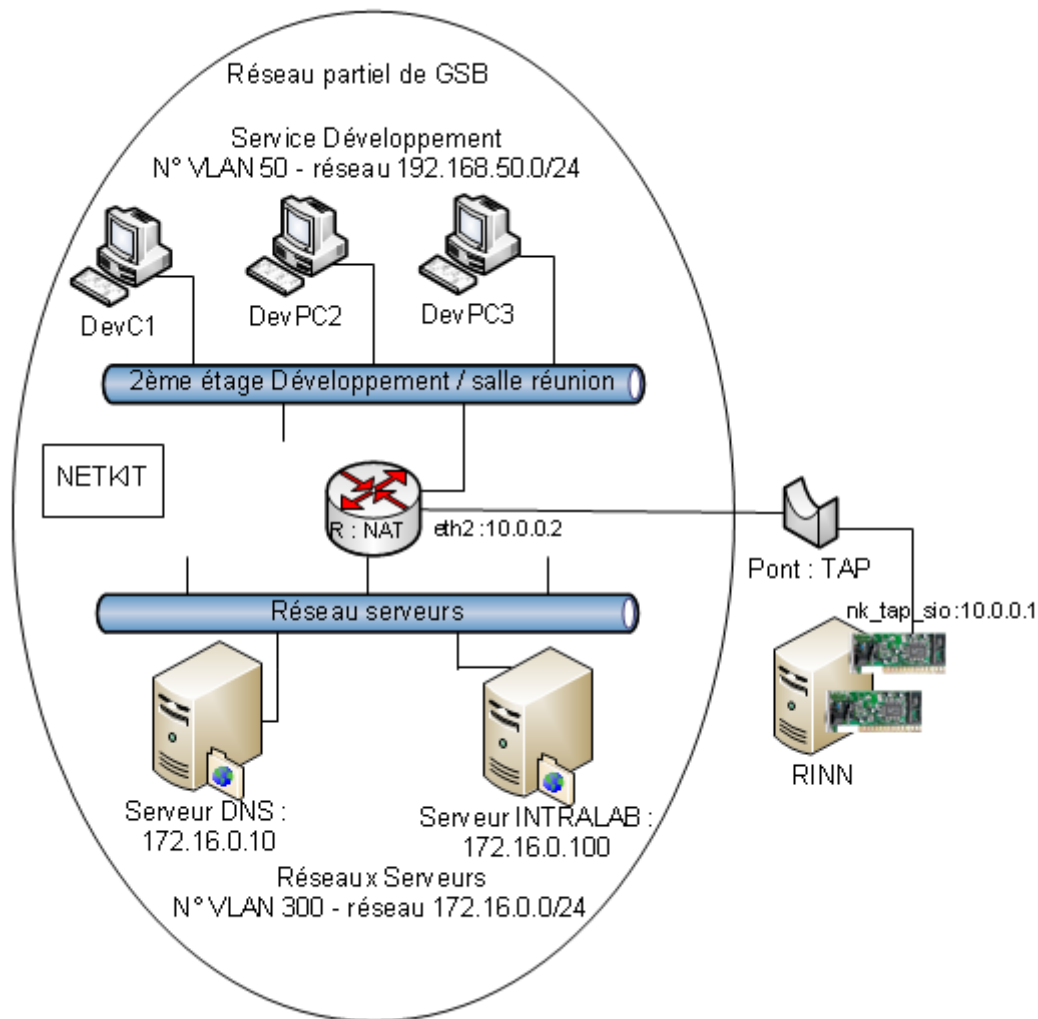 Réseau partiel de GSB
Service Développement
N° VLAN 50 - réseau 192.168.50.0/24
DevC1
DevPC2
DevPC3
2ème étage Développement / salle réunion
NETKIT
R : NAT
eth2 :10.0.0.2
Pont : TAP
Réseau serveurs
nk_tap_sio :10.0.0.1
RINN
Serveur DNS :
172.16.0.10
Serveur INTRALAB :
172.16.0.100
Réseaux Serveurs
N° VLAN 300 - réseau 172.16.0.0/24